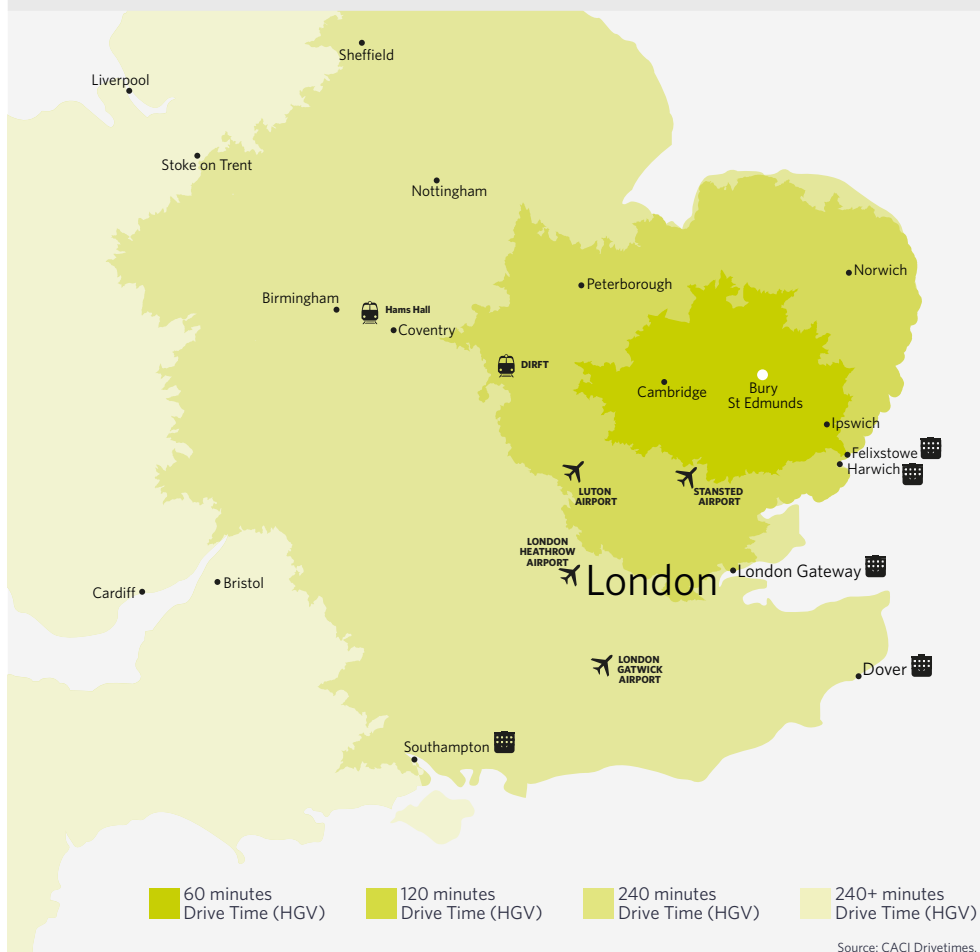 Sheffield
Liverpool
Stoke on Trent
Nottingham
Norwich
Peterborough
Birmingham
Hams Hall
Coventry
DIRFT
Cambridge
Bury
St Edmunds
Ipswich
Felixstowe
Harwich
LUTON
AIRPORT
STANSTED
AIRPORT
LONDON
HEATHROW
AIRPORT
London
London Gateway
Bristol
Cardiff
LONDON
GATWICK
AIRPORT
Dover
Southampton
60 minutes
Drive Time (HGV)
120 minutes
Drive Time (HGV)
240 minutes
Drive Time (HGV)
240+ minutes
Drive Time (HGV)
Source: CACI Drivetimes.